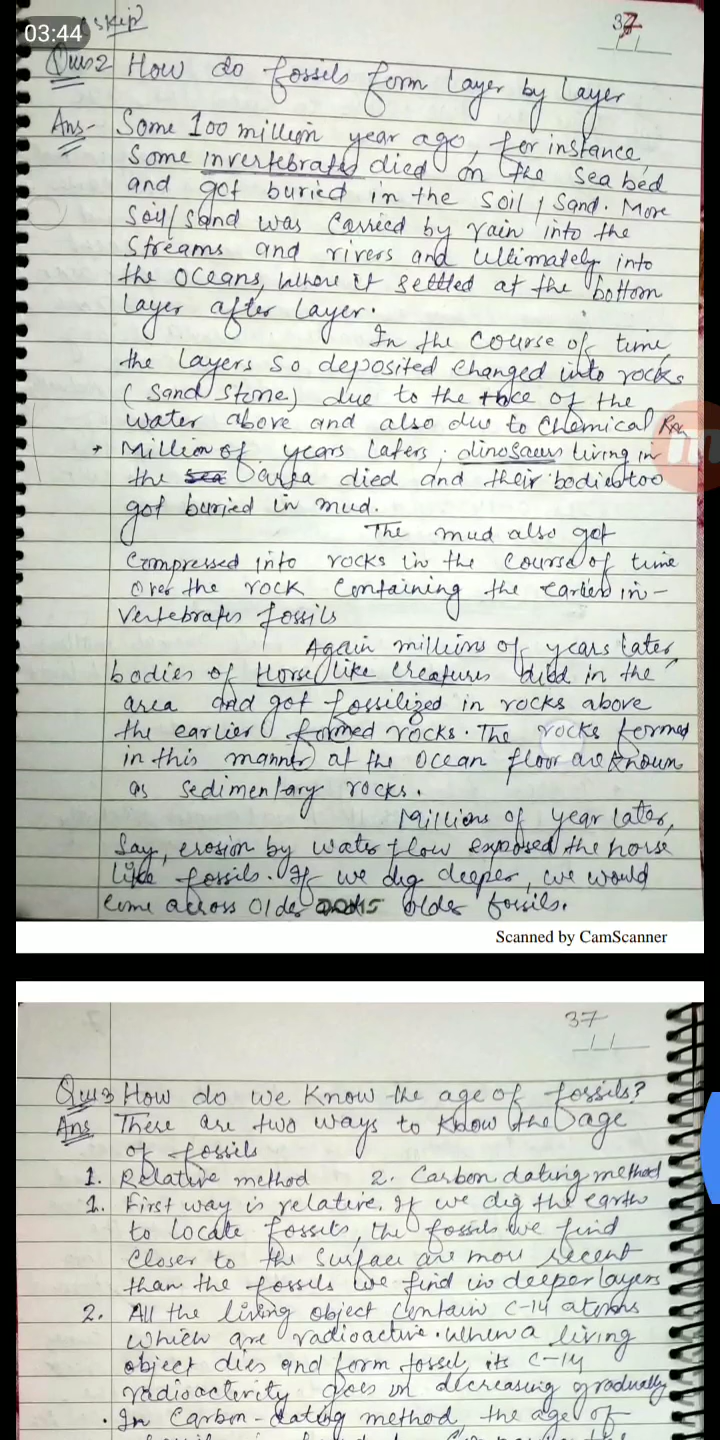 03:44
skip
37
Ques2 How do fossils form Layer by Layer
Ans- Some 100 million year ago, for instance,
Some invertebrates died on the Sea bed
and got buried in the soil / Sand. More
Soil/sand was Carried by rain into the
streams and rivers and Ultimately into
the oceans, where it settled at the bottom
Layer after Layer.
In the course of time,
the layers so deposited changed into rocks
(Sand Stone) due to the of the
Water above and also due to Chemical Rxn
Million of years laters, dinosaurs living in
the area died and their bodies too
got buried in mud.
The mud also got
Compressed into rocks in the course of time
Over the rock Containing the earlier in-
vertebrates fossils
Again millions of years later,
bodies of Horse like creatures died in the
area and got fossilized in rocks above
the earlier formed rocks. The rocks formed
in this manner at the ocean floor are known
as sedimentary rocks.
Millions of year later,
Say, erosion by water flow exposed the horse
like fossils. If we dig deeper, we would
come across older older fossils.
Scanned by CamScanner
37
Ques3 How do we know the age of fossils?
Ans There are two ways to know the age
of fossils
1. Relative method 2. Carbon dating method
1. First way is relative. If we dig the earth
to locate fossils, the fossils we find
closer to the surface are more recent
than the fossils we find in deeper layers
2. All the living object contain C-14 atoms
which are radioactive. When a living
object dies and form fossil, its C-14
radioactivity goes on decreasing gradually
• In Carbon-dating method, the age of